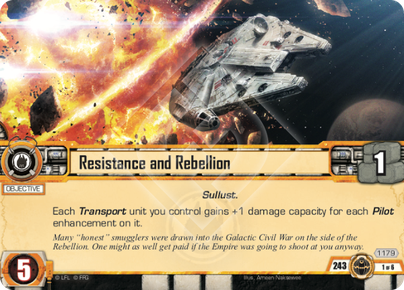 Resistance and Rebellion
1
OBJECTIVE
Sullust.
Each Transport unit you control gains +1 damage capacity for each Pilot
enhancement on it.
Many “honest” smugglers were drawn into the Galactic Civil War on the side of the
Rebellion. One might as well get paid if the Empire was going to shoot at you anyway.
1179
5
© LFL © FFG
243
1 of 6